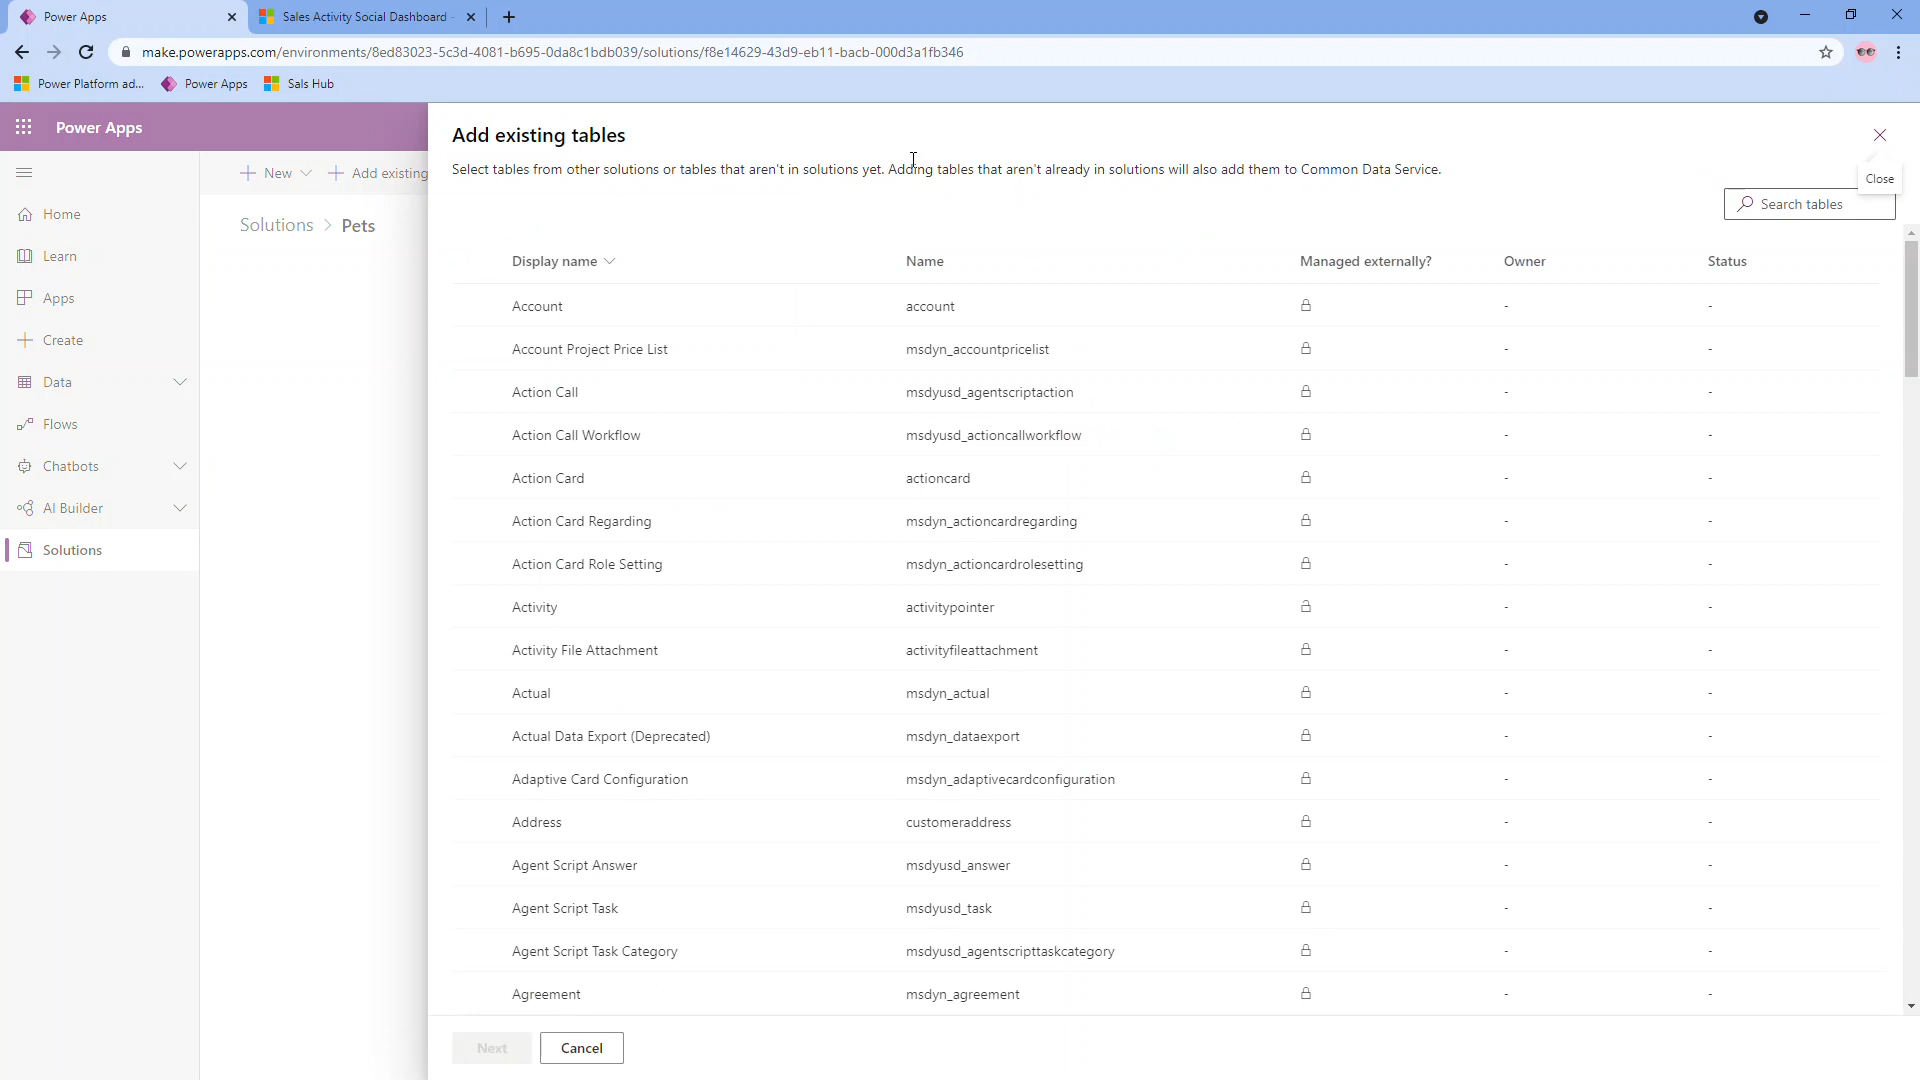 Power Apps
Sales Activity Social Dashboard -
make.powerapps.com/environments/8ed83023-5c3d-4081-b695-0da8c1bdb039/solutions/f8e14629-43d9-eb11-bacb-000d3a1fb346
Power Platform ad...
Power Apps
Sals Hub
Power Apps
Home
Learn
Apps
Create
Data
Flows
Chatbots
AI Builder
Solutions
New
Add existing
Solutions > Pets
Add existing tables
Select tables from other solutions or tables that aren't in solutions yet. Adding tables that aren't already in solutions will also add them to Common Data Service.
Close
Search tables
Display name Name Managed externally? Owner Status
Account account - -
Account Project Price List msdyn_accountpricelist - -
Action Call msdyusd_agentscriptaction - -
Action Call Workflow msdyusd_actioncallworkflow - -
Action Card actioncard - -
Action Card Regarding msdyn_actioncardregarding - -
Action Card Role Setting msdyn_actioncardrolesetting - -
Activity activitypointer - -
Activity File Attachment activityfileattachment - -
Actual msdyn_actual - -
Actual Data Export (Deprecated) msdyn_dataexport - -
Adaptive Card Configuration msdyn_adaptivecardconfiguration - -
Address customeraddress - -
Agent Script Answer msdyusd_answer - -
Agent Script Task msdyusd_task - -
Agent Script Task Category msdyusd_agentscripttaskcategory - -
Agreement msdyn_agreement - -
Next
Cancel